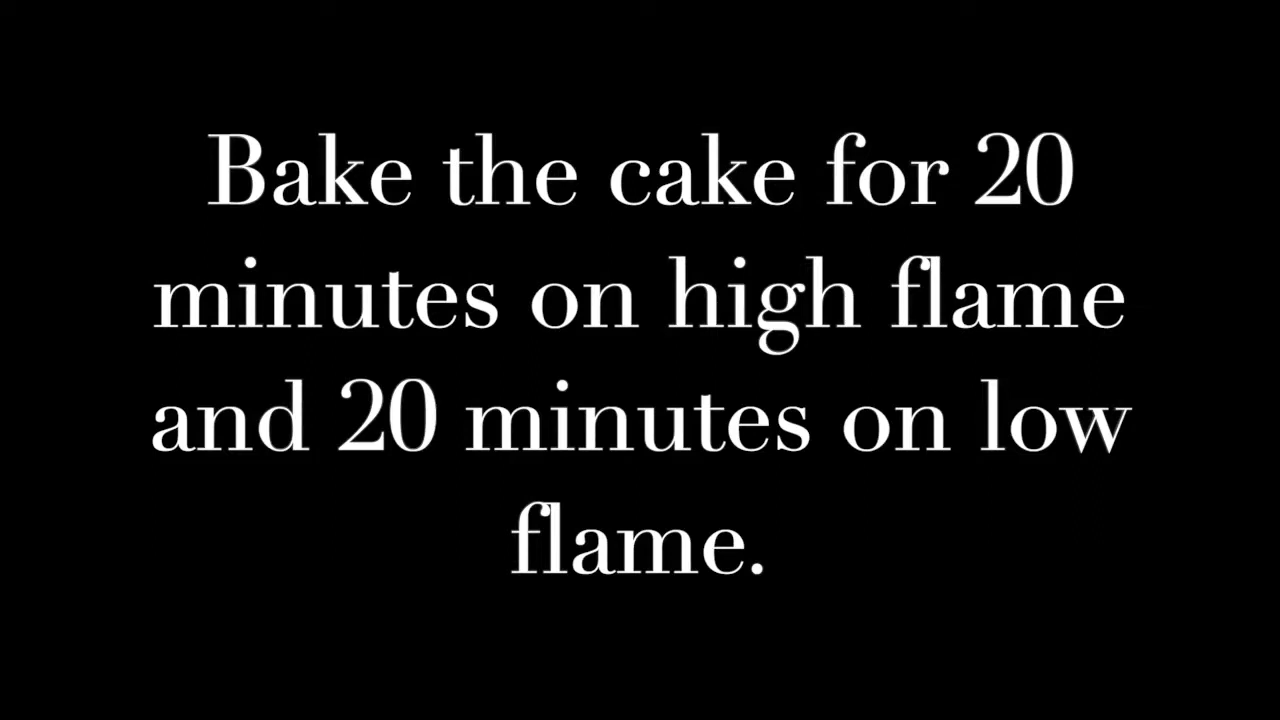 Bake the cake for 20
minutes on high flame
and 20 minutes on low
flame.